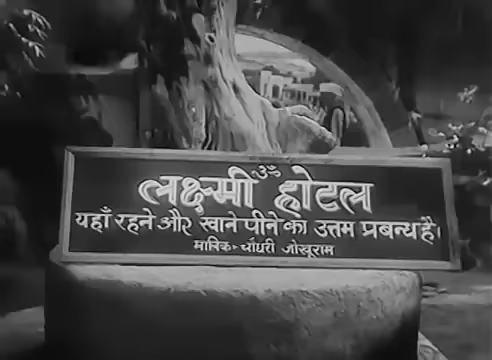 ॐ
लक्ष्मी होटल
यहाँ रहने और खाने पीने का उत्तम प्रबन्ध है।
मालिक - चौधरी जोखूराम